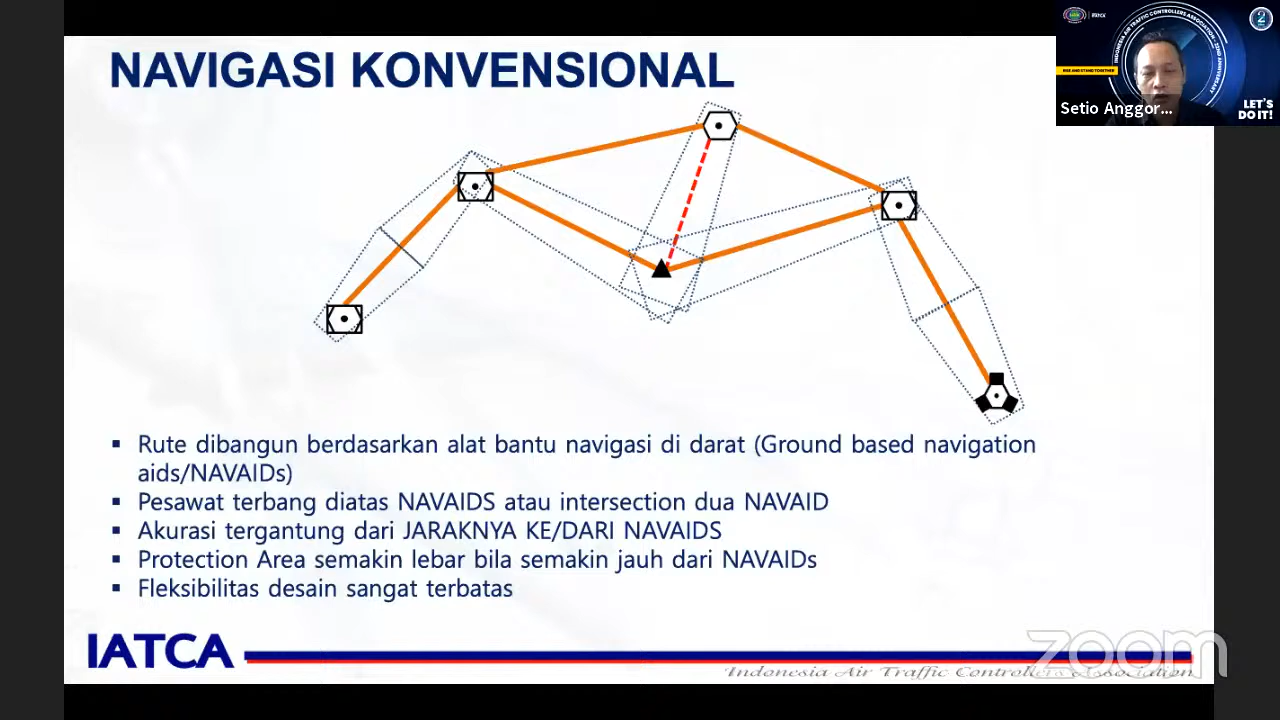 NAVIGASI KONVENSIONAL
Setio Anggor...
LET'S
DO IT!
▪ Rute dibangun berdasarkan alat bantu navigasi di darat (Ground based navigation
aids/NAVAIDs)
▪ Pesawat terbang diatas NAVAIDS atau intersection dua NAVAID
▪ Akurasi tergantung dari JARAKNYA KE/DARI NAVAIDS
▪ Protection Area semakin lebar bila semakin jauh dari NAVAIDs
▪ Fleksibilitas desain sangat terbatas
IATCA
zoom
Indonesia Air Traffic Controllers Association